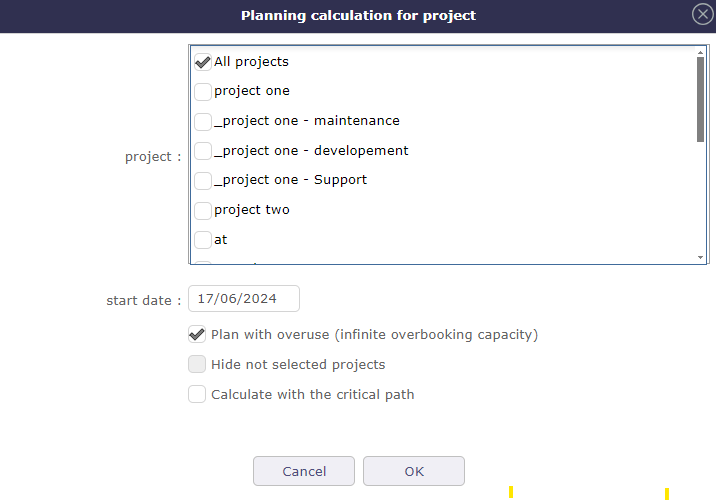 Planning calculation for project
All projects
project one
_project one - maintenance
project : _project one - developement
_project one - Support
project two
at
start date : 17/06/2024
Plan with overuse (infinite overbooking capacity)
Hide not selected projects
Calculate with the critical path
Cancel OK